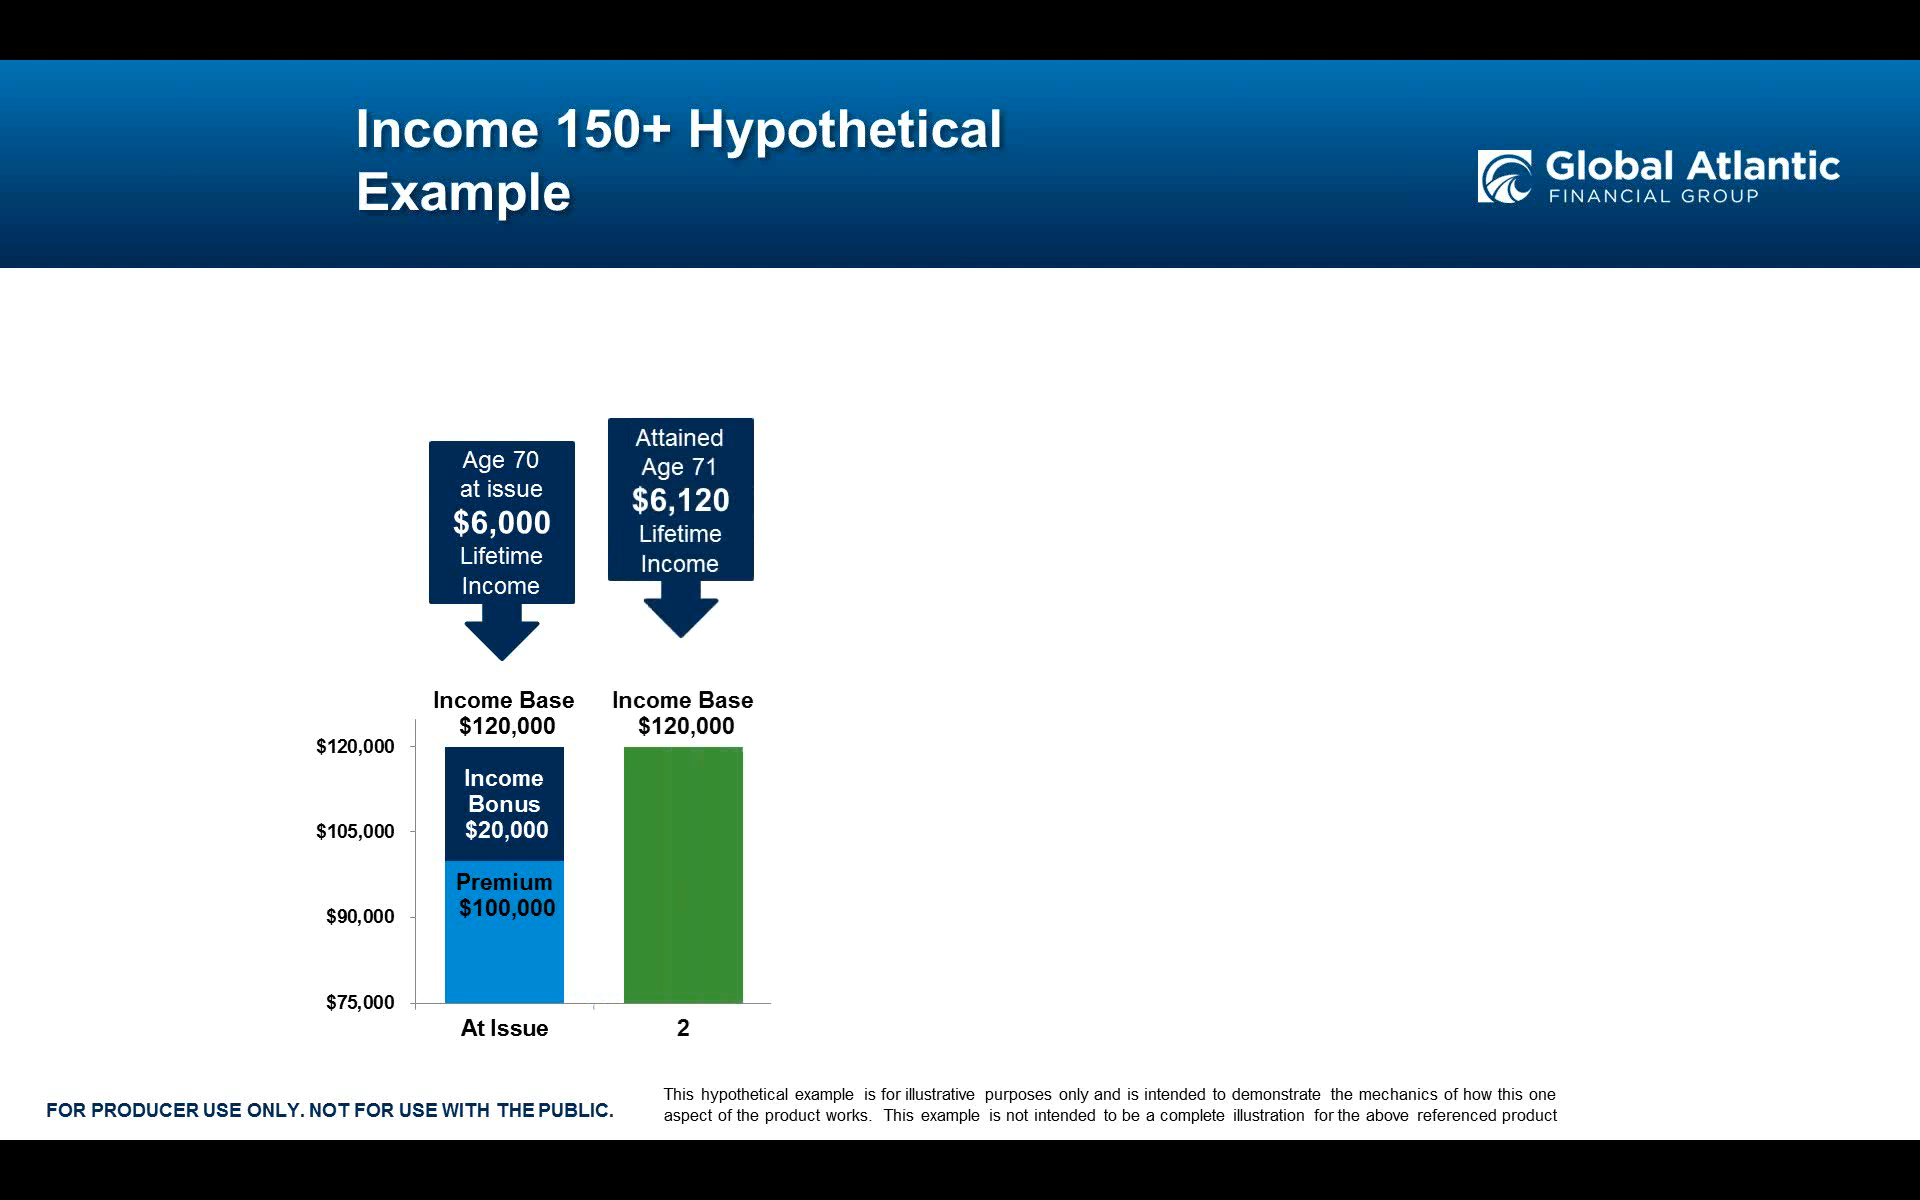 Income 150+ Hypothetical
Example
Global Atlantic
FINANCIAL GROUP
Age 70
at issue
$6,000
Lifetime
Income
Attained
Age 71
$6,120
Lifetime
Income
Income Base
$120,000
Income Base
$120,000
$120,000
$105,000
$90,000
$75,000
Income
Bonus
$20,000
Premium
$100,000
At Issue
2
FOR PRODUCER USE ONLY. NOT FOR USE WITH THE PUBLIC.
This hypothetical example is for illustrative purposes only and is intended to demonstrate the mechanics of how this one
aspect of the product works. This example is not intended to be a complete illustration for the above referenced product